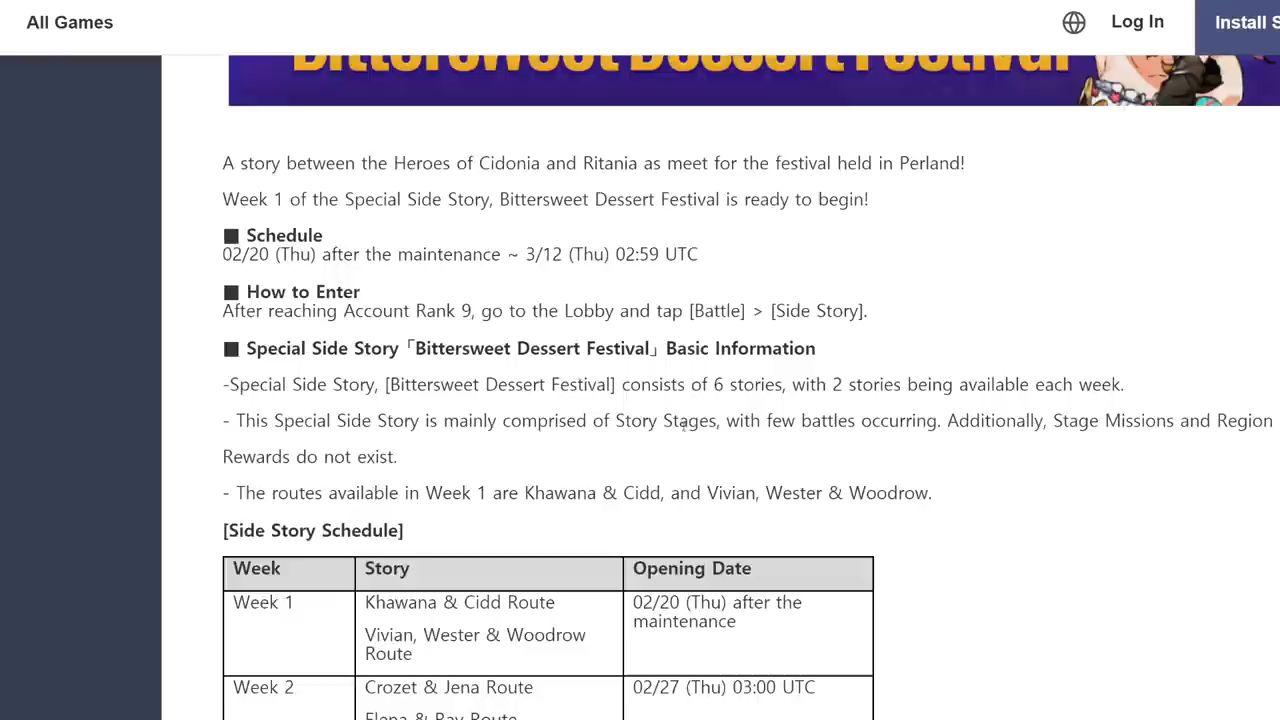 All Games
Log In
Install S
Bittersweet Dessert Festival
A story between the Heroes of Cidonia and Ritania as meet for the festival held in Perland!
Week 1 of the Special Side Story, Bittersweet Dessert Festival is ready to begin!
■ Schedule
02/20 (Thu) after the maintenance ~ 3/12 (Thu) 02:59 UTC
■ How to Enter
After reaching Account Rank 9, go to the Lobby and tap [Battle] > [Side Story].
■ Special Side Story「Bittersweet Dessert Festival」Basic Information
-Special Side Story, [Bittersweet Dessert Festival] consists of 6 stories, with 2 stories being available each week.
- This Special Side Story is mainly comprised of Story Stages, with few battles occurring. Additionally, Stage Missions and Region
Rewards do not exist.
- The routes available in Week 1 are Khawana & Cidd, and Vivian, Wester & Woodrow.
[Side Story Schedule]
Week Story Opening Date
Week 1 Khawana & Cidd Route 02/20 (Thu) after the
maintenance
Vivian, Wester & Woodrow
Route
Week 2 Crozet & Jena Route 02/27 (Thu) 03:00 UTC
Elena & Ray Route